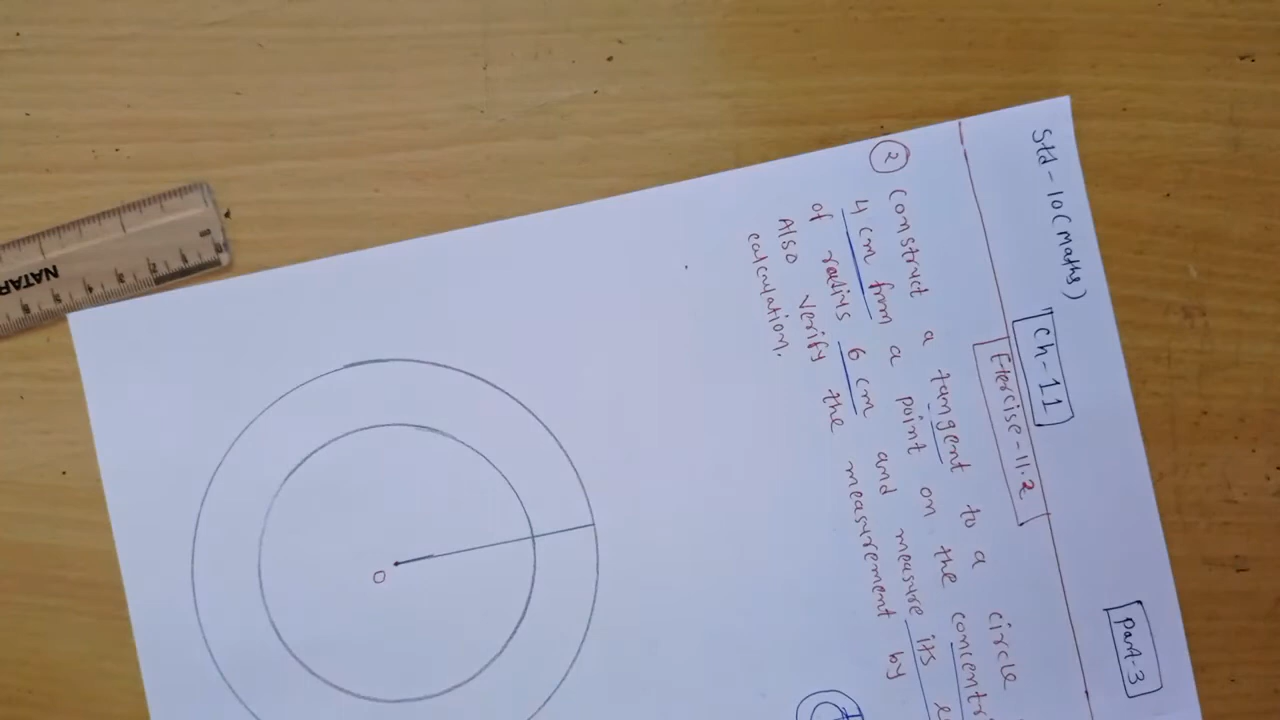 Std-10(maths)
Ch-11
Part-3
Exercise-11.2
② Construct a tangent to a circle
4 cm from a point on the
of radius 6 cm and measure its
Also verify the measurement by
calculation.
O
NATAR